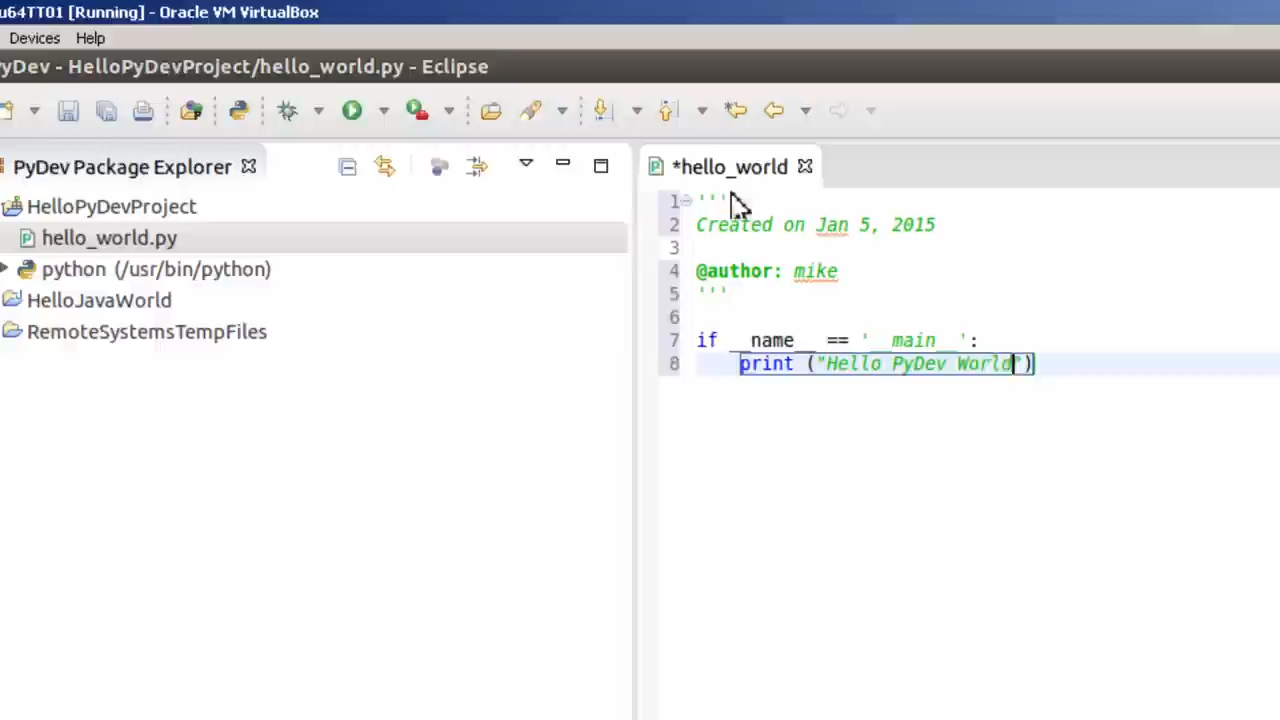 u64TT01 [Running] - Oracle VM VirtualBox
Devices Help
yDev - HelloPyDevProject/hello_world.py - Eclipse
PyDev Package Explorer
HelloPyDevProject
hello_world.py
python (/usr/bin/python)
HelloJavaWorld
RemoteSystemsTempFiles
*hello_world
1 '''
2 Created on Jan 5, 2015
3
4 @author: mike
5 '''
6
7 if __name__ == '__main__':
8 print ("Hello PyDev World")